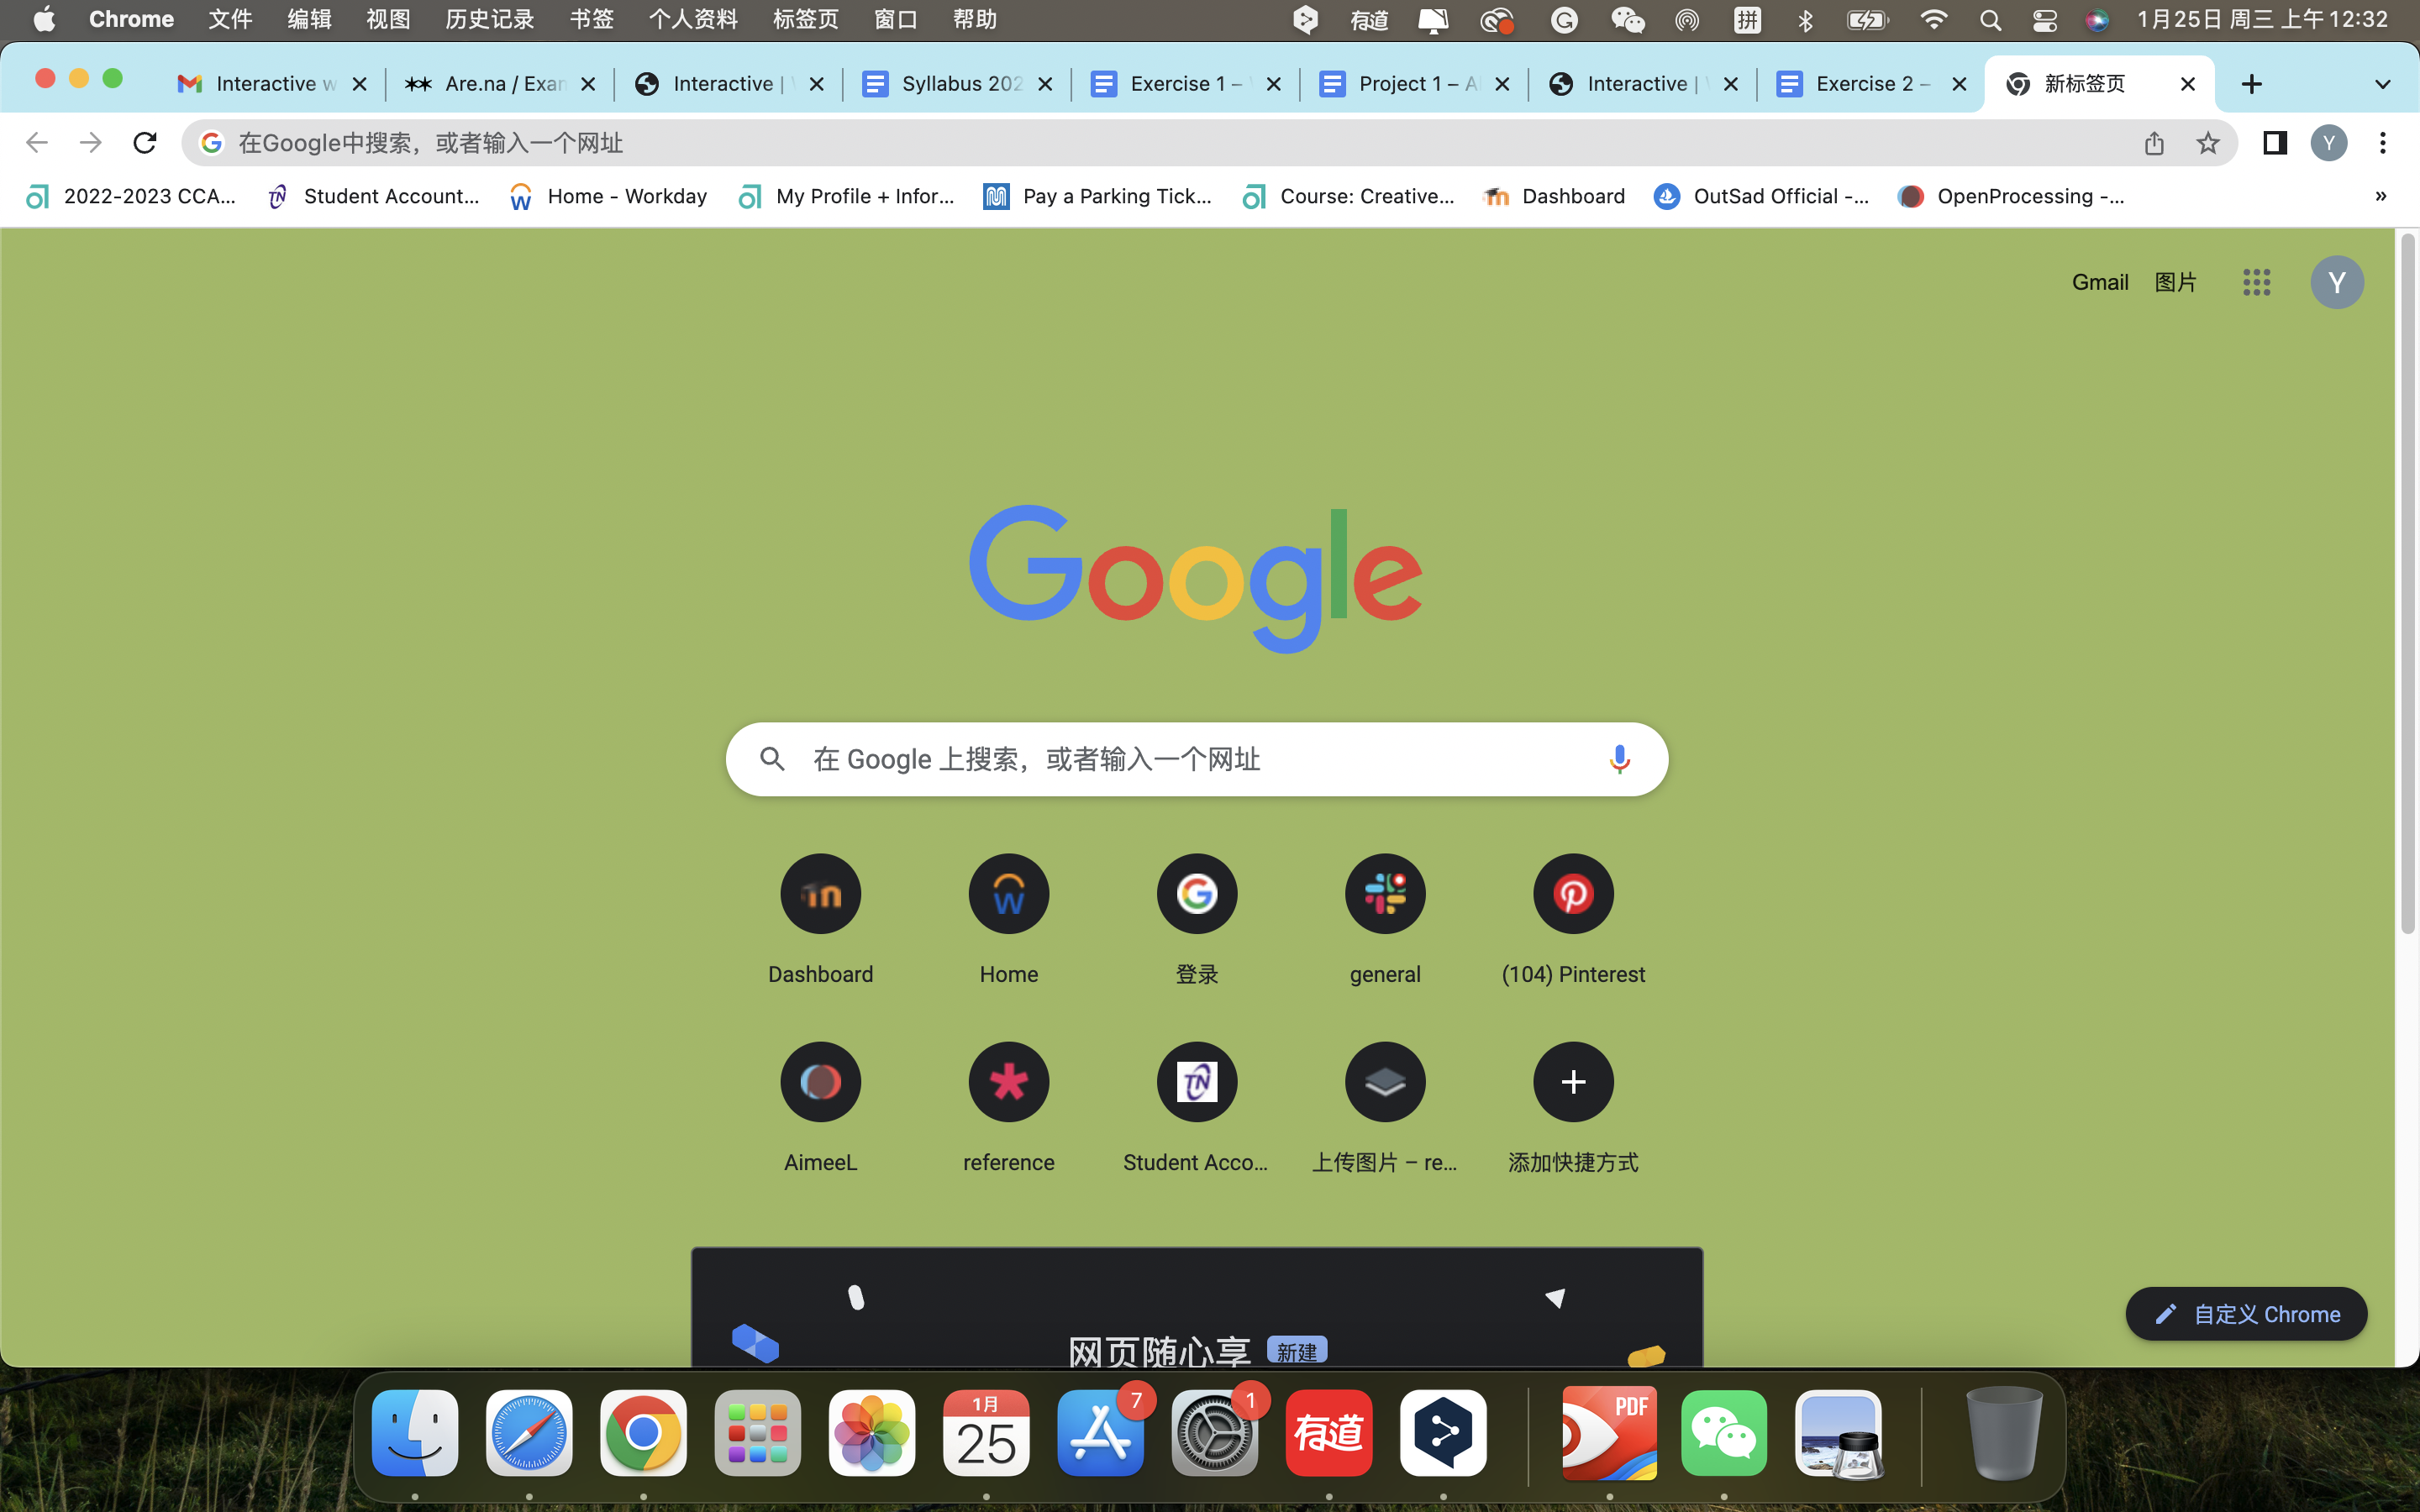 Chrome 文件 编辑 视图 历史记录 书签 个人资料 标签页 窗口 帮助 有道 拼 1月25日 周三 上午12:32
Interactive w Are.na / Exan Interactive | Syllabus 202 Exercise 1 – Project 1 – A Interactive | Exercise 2 – 新标签页
在Google中搜索，或者输入一个网址 Y
2022-2023 CCA... Student Account... Home - Workday My Profile + Infor... Pay a Parking Tick... Course: Creative... Dashboard OutSad Official -... OpenProcessing -... »
Gmail 图片 Y
Google
在 Google 上搜索，或者输入一个网址
Dashboard Home 登录 general (104) Pinterest
TN
AimeeL reference Student Acco... 上传图片 – re... 添加快捷方式
自定义 Chrome
网页随心享 新建
1月 25 7 1 有道 PDF